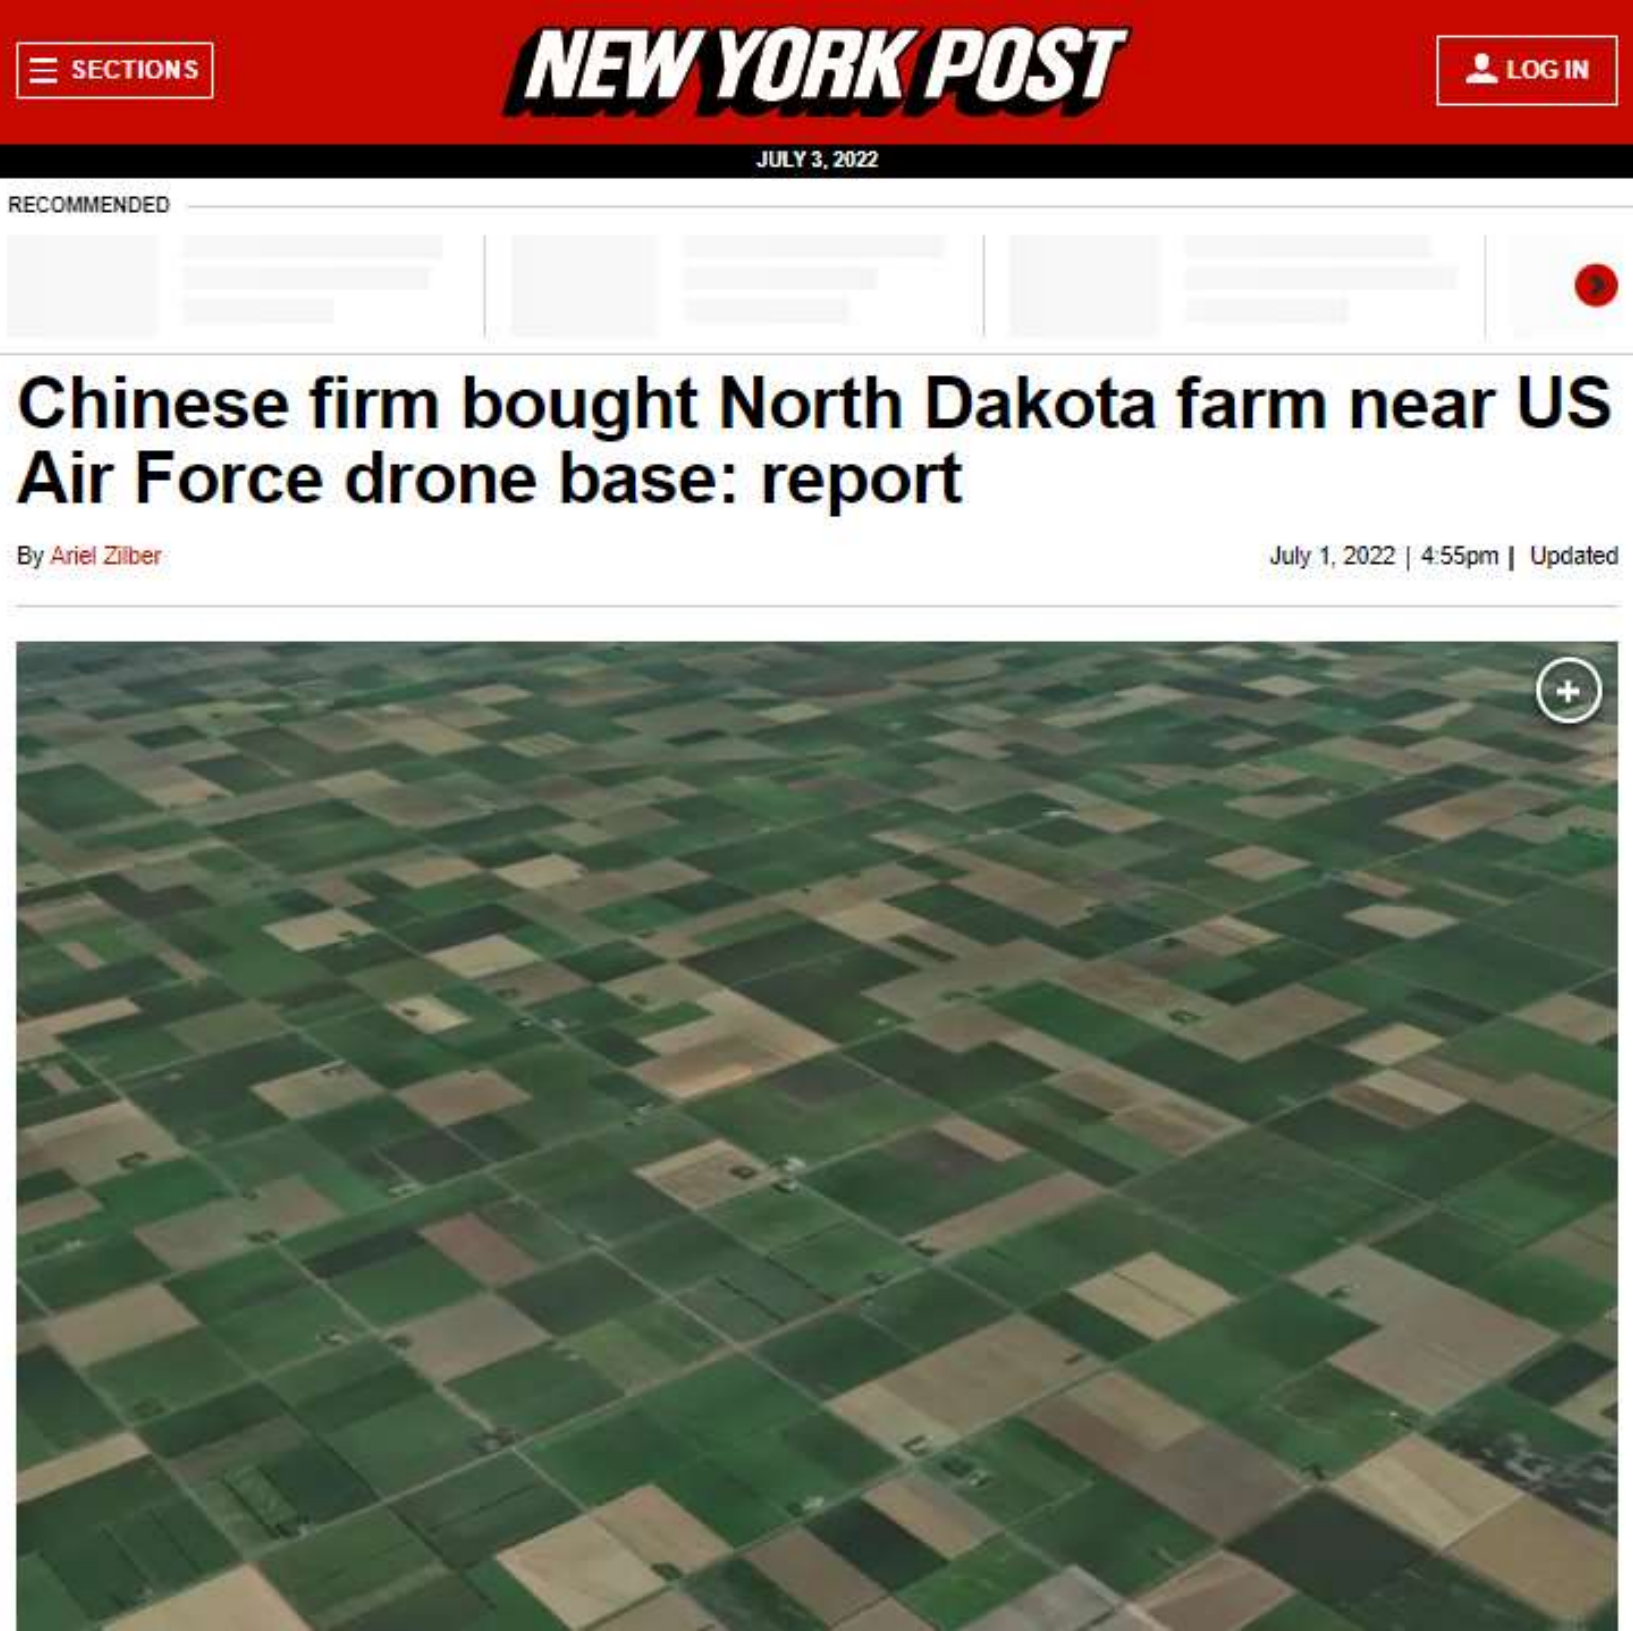 SECTIONS
NEW YORK POST
LOG IN
JULY 3, 2022
RECOMMENDED
Chinese firm bought North Dakota farm near US
Air Force drone base: report
By Ariel Zilber
July 1, 2022 | 4:55pm | Updated